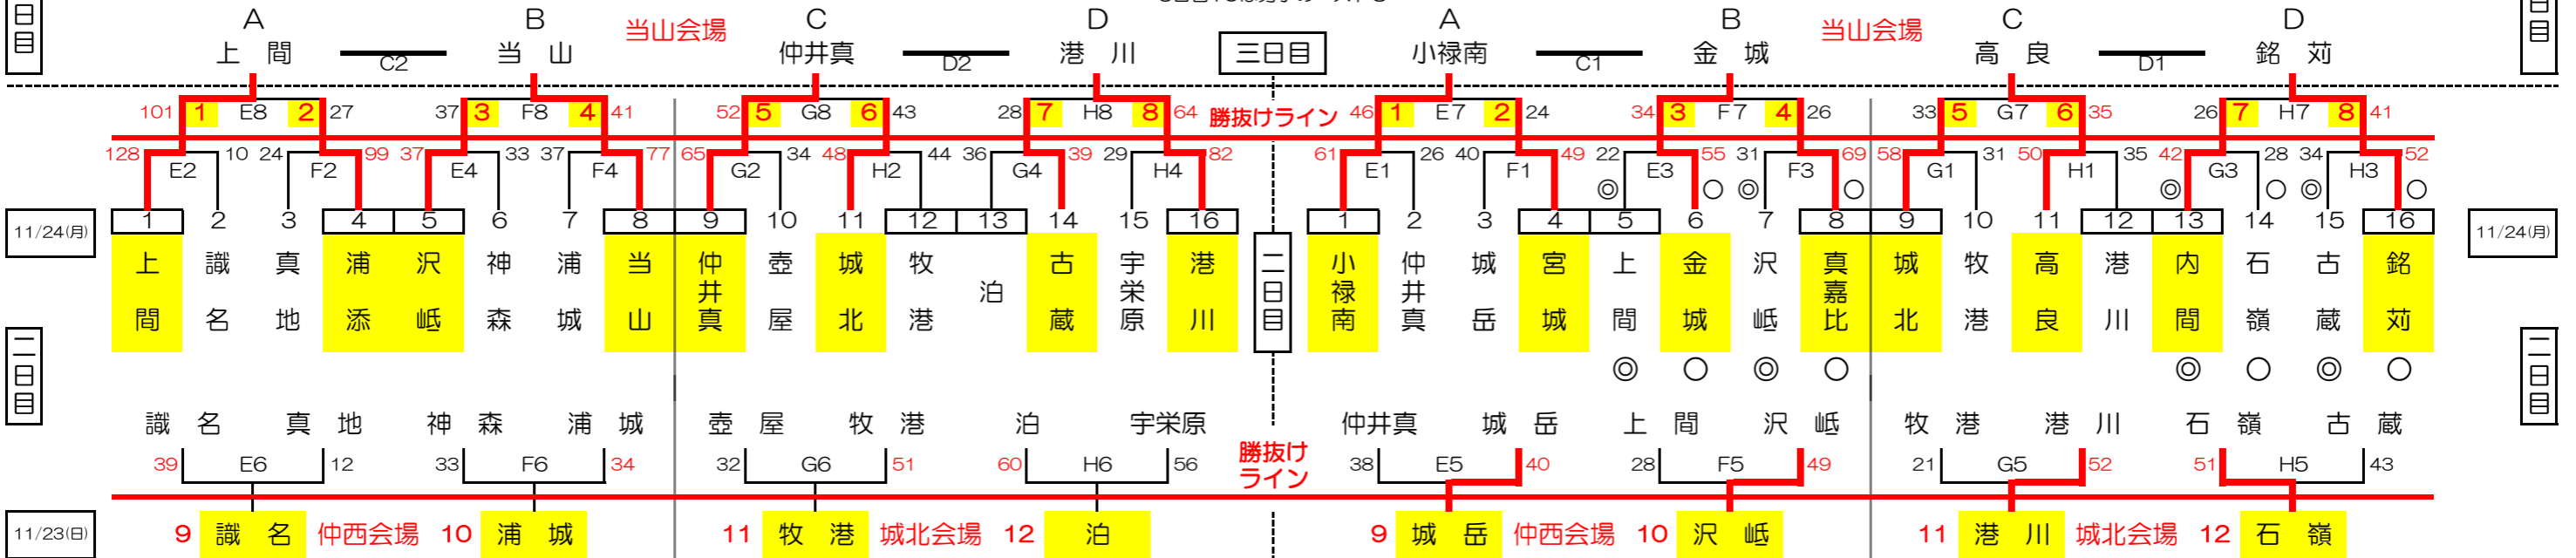 A B C D A B C D
当山会場 当山会場
上 間 C2 当 山 仲井真 D2 港 川 三日目 小禄南 C1 金 城 高 良 D1 銘 苅
101 1 E8 2 27 37 3 F8 4 41 52 5 G8 6 43 28 7 H8 8 64 勝抜けライン 46 1 E7 2 24 34 3 F7 4 26 33 5 G7 6 35 26 7 H7 8 41
128 10 24 99 37 33 37 77 65 34 48 44 36 39 29 82 61 26 40 49 22 55 31 69 58 31 50 35 42 28 34 52
E2 F2 E4 F4 G2 H2 G4 H4 E1 F1 E3 F3 G1 H1 G3 H3
◎ ○ ◎ ○ ◎ ○ ◎ ○
11/24(月) 1 2 3 4 5 6 7 8 9 10 11 12 13 14 15 16 1 2 3 4 5 6 7 8 9 10 11 12 13 14 15 16 11/24(月)
上間 識名 真地 浦添 沢岻 神森 浦城 当山 仲井真 壺屋 城北 牧港 泊 古蔵 宇栄原 港川 二日目 小禄南 仲井真 城岳 宮城 上間 金城 沢岻 真嘉比 城北 牧港 高良 港川 内間 石嶺 古蔵 銘苅
◎ ○ ◎ ○ ◎ ○ ◎ ○
二日目 二日目
識 名 真 地 神 森 浦 城 壺 屋 牧 港 泊 宇栄原 仲井真 城 岳 上 間 沢 岻 牧 港 港 川 石 嶺 古 蔵
39 E6 12 33 F6 34 32 G6 51 60 H6 56 勝抜けライン 38 E5 40 28 F5 49 21 G5 52 51 H5 43
11/23(日) 9 識 名 仲西会場 10 浦 城 11 牧 港 城北会場 12 泊 9 城 岳 仲西会場 10 沢 岻 11 港 川 城北会場 12 石 嶺